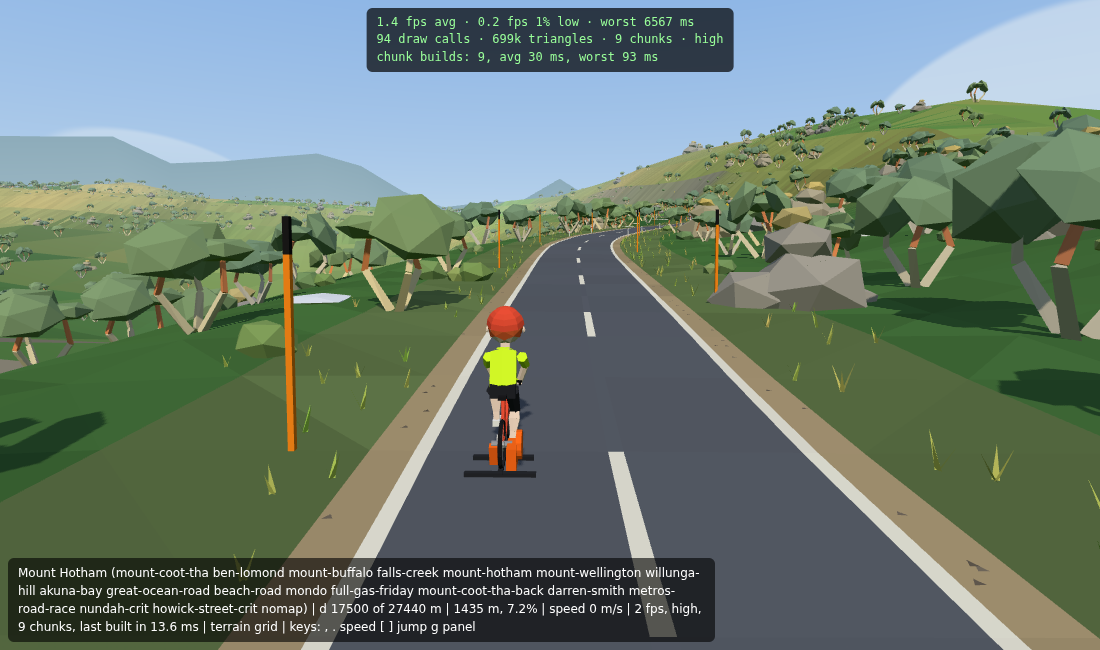 1.4 fps avg · 0.2 fps 1% low · worst 6567 ms
94 draw calls · 699k triangles · 9 chunks · high
chunk builds: 9, avg 30 ms, worst 93 ms
Mount Hotham (mount-coot-tha ben-lomond mount-buffalo falls-creek mount-hotham mount-wellington willunga-
hill akuna-bay great-ocean-road beach-road mondo full-gas-friday mount-coot-tha-back darren-smith metros-
road-race nundah-crit howick-street-crit nomap) | d 17500 of 27440 m | 1435 m, 7.2% | speed 0 m/s | 2 fps, high,
9 chunks, last built in 13.6 ms | terrain grid | keys: , . speed [ ] jump g panel